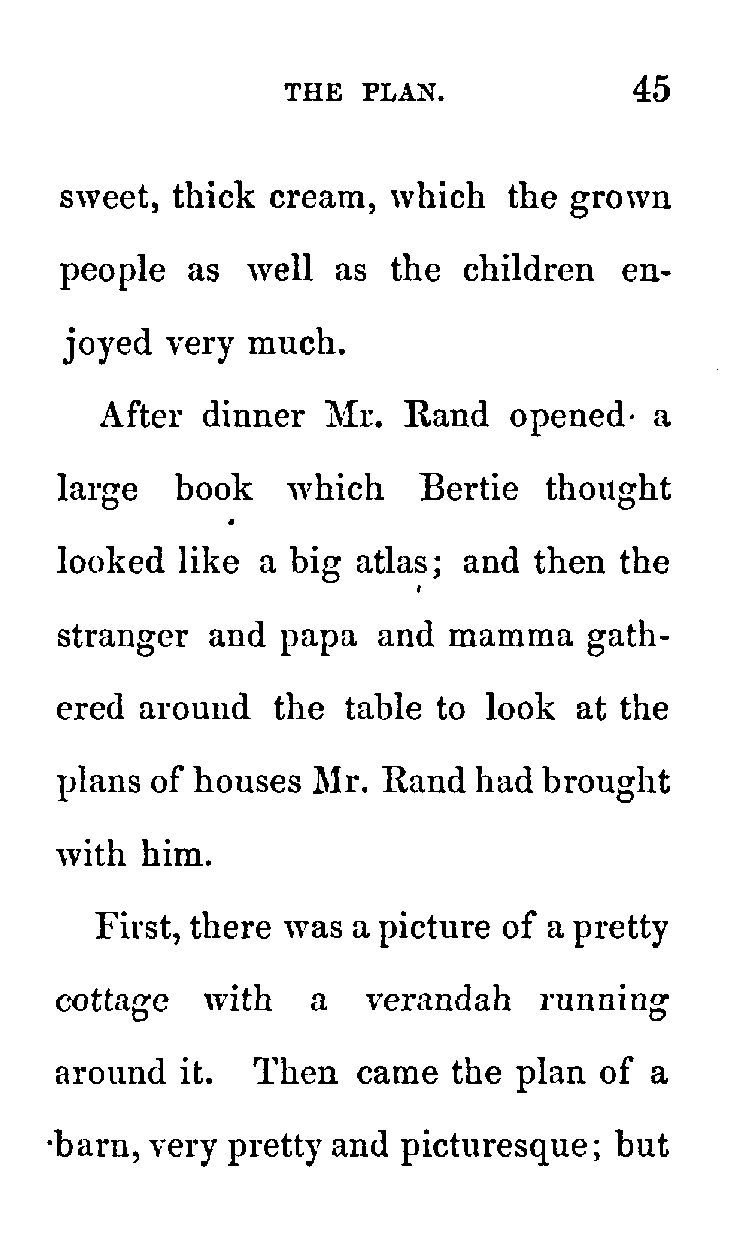 THE PLAN. 45
sweet, thick cream, which the grown
people as well as the children en-
joyed very much.
After dinner Mr. Rand opened a
large book which Bertie thought
looked like a big atlas; and then the
stranger and papa and mamma gath-
ered around the table to look at the
plans of houses Mr. Rand had brought
with him.
First, there was a picture of a pretty
cottage with a verandah running
around it. Then came the plan of a
barn, very pretty and picturesque; but